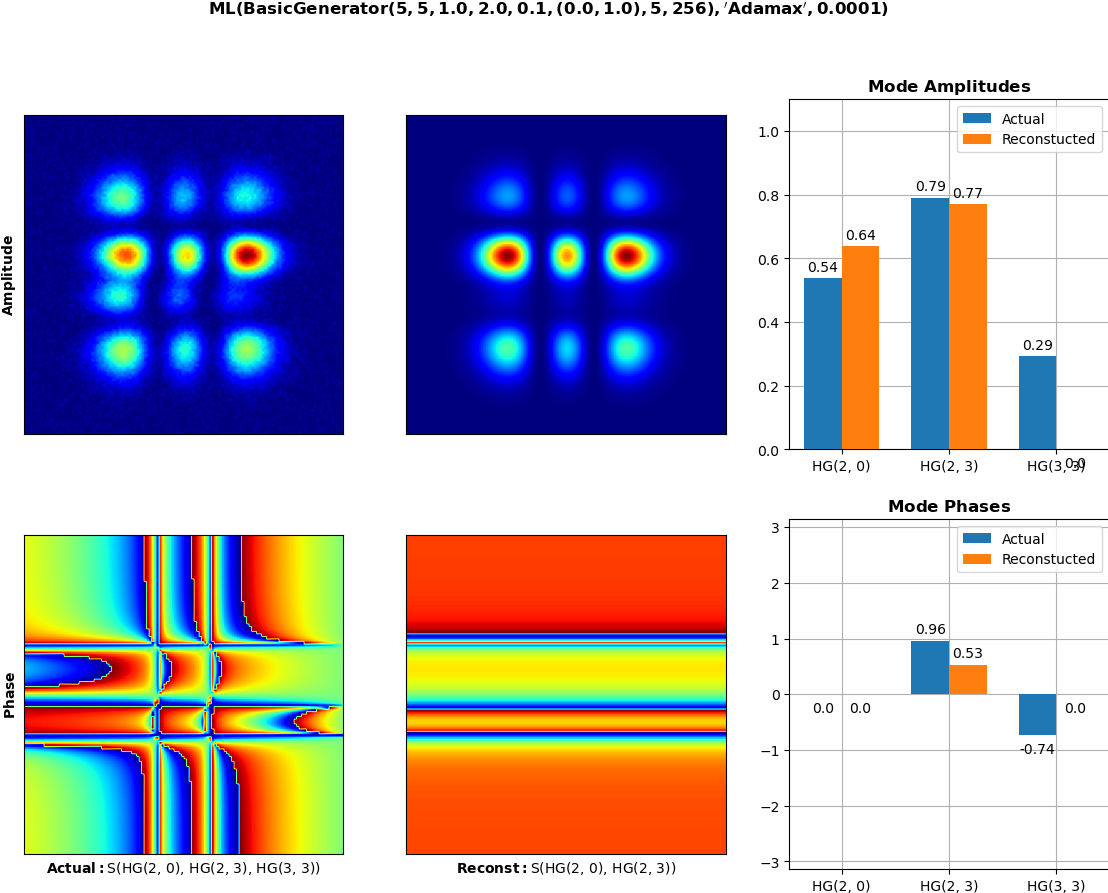 ML(BasicGenerator(5, 5, 1.0, 2.0, 0.1, (0.0, 1.0), 5, 256), 'Adamax', 0.0001)
Amplitude
Mode Amplitudes
Actual
Reconstucted
1.0
0.8
0.6
0.4
0.2
0.0
0.54
0.64
0.79
0.77
0.29
0.0
HG(2, 0)
HG(2, 3)
HG(3, 3)
Phase
Actual: S(HG(2, 0), HG(2, 3), HG(3, 3))
Reconst: S(HG(2, 0), HG(2, 3))
Mode Phases
Actual
Reconstucted
3
2
1
0
−1
−2
−3
0.0
0.0
0.96
0.53
-0.74
0.0
HG(2, 0)
HG(2, 3)
HG(3, 3)